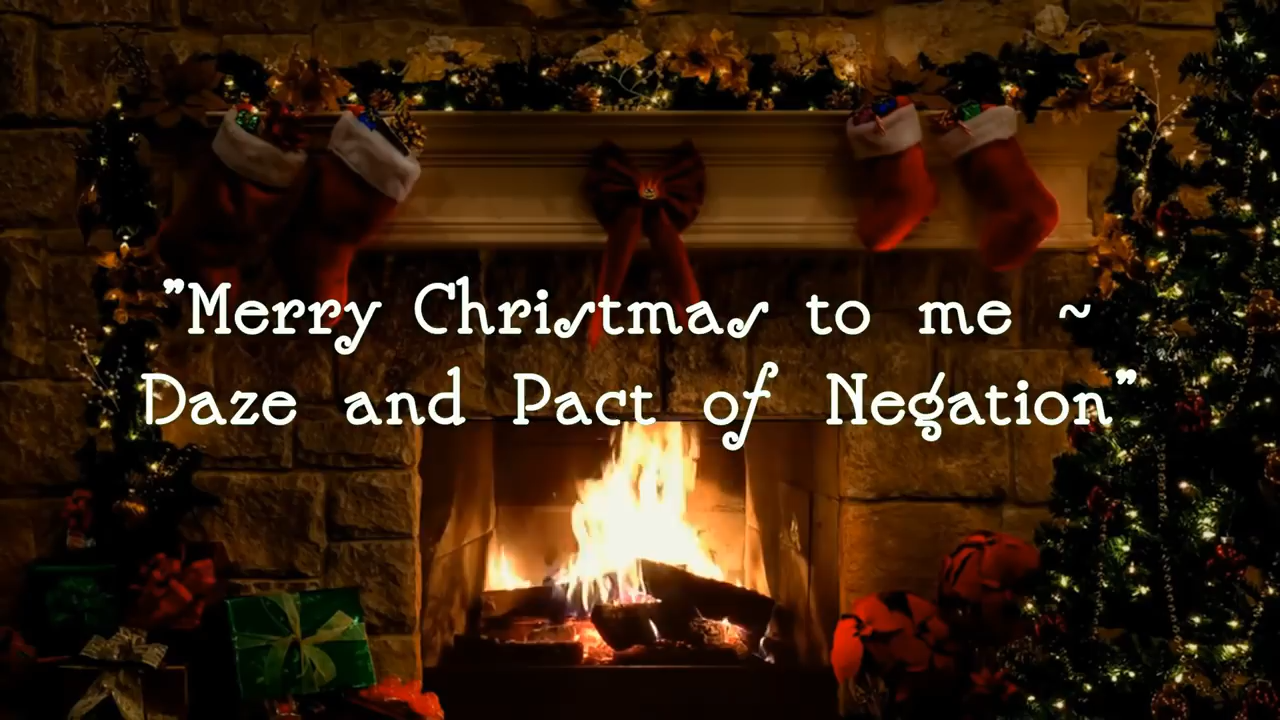 "Merry Christmas to me ~
Daze and Pact of Negation"